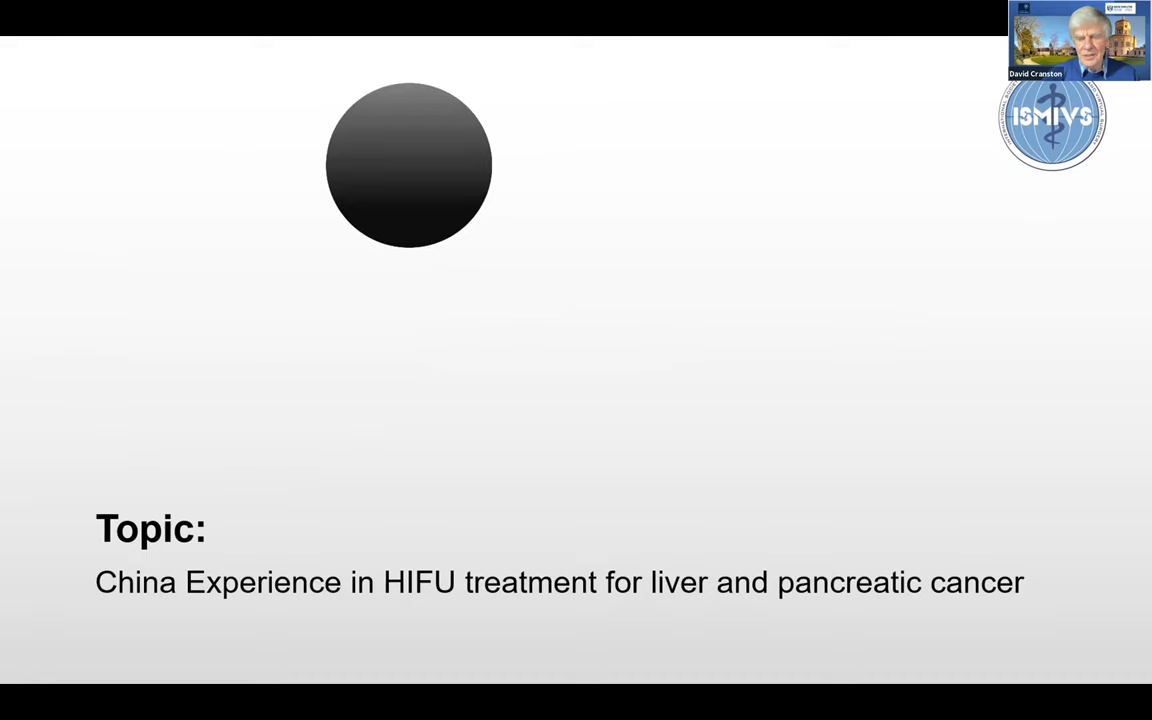 David Cranston
ISMIVS
Topic:
China Experience in HIFU treatment for liver and pancreatic cancer